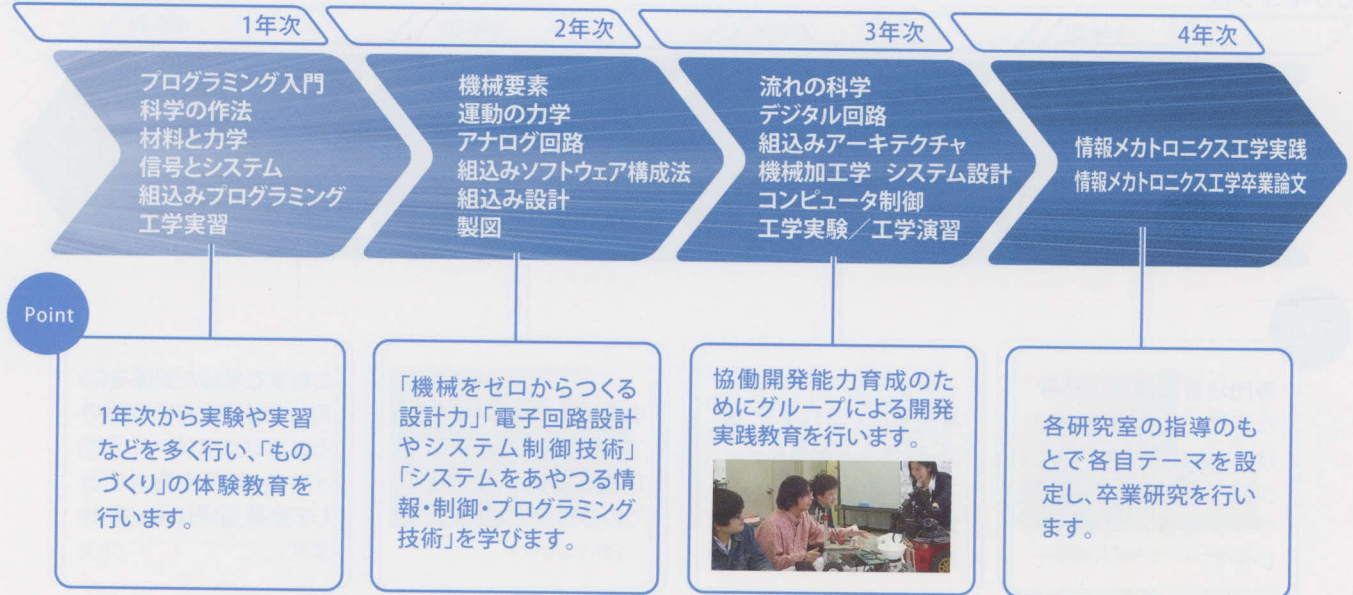 1年次
プログラミング入門
科学の作法
材料と力学
信号とシステム
組込みプログラミング
工学実習
2年次
機械要素
運動の力学
アナログ回路
組込みソフトウェア構成法
組込み設計
製図
3年次
流れの科学
デジタル回路
組込みアーキテクチャ
機械加工学 システム設計
コンピュータ制御
工学実験／工学演習
4年次
情報メカトロニクス工学実践
情報メカトロニクス工学卒業論文
Point
1年次から実験や実習
などを多く行い、「もの
づくり」の体験教育を
行います。
「機械をゼロからつくる
設計力」「電子回路設計
やシステム制御技術」
「システムをあやつる情
報・制御・プログラミング
技術」を学びます。
協働開発能力育成のた
めにグループによる開発
実践教育を行います。
各研究室の指導のも
とで各自テーマを設
定し、卒業研究を行い
ます。